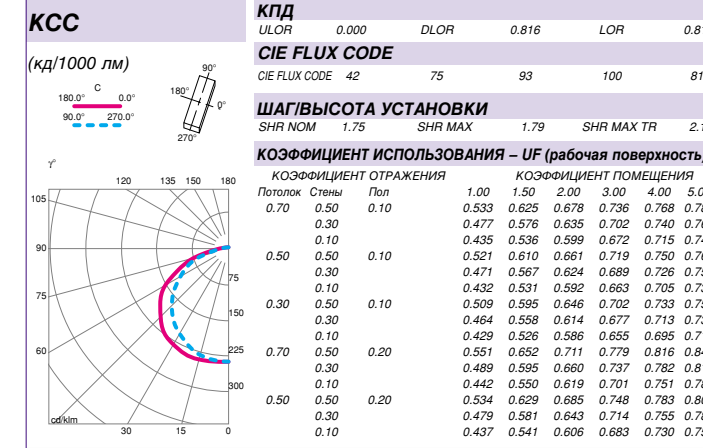 КСС
(кд/1000 лм)
C
180.0° 0.0°
90.0° 270.0°
90°
180° 0°
270°
γ°
120 135 150 180
105
90
75
60
30 15 0
75
150
225
300
cd/klm
КПД
ULOR 0.000 DLOR 0.816 LOR
CIE FLUX CODE
CIE FLUX CODE 42 75 93 100 81
ШАГ/ВЫСОТА УСТАНОВКИ
SHR NOM 1.75 SHR MAX 1.79 SHR MAX TR
КОЭФФИЦИЕНТ ИСПОЛЬЗОВАНИЯ – UF (рабочая поверхность)
КОЭФФИЦИЕНТ ОТРАЖЕНИЯ КОЭФФИЦИЕНТ ПОМЕЩЕНИЯ
Потолок Стены Пол 1.00 1.50 2.00 3.00 4.00
0.70 0.50 0.10 0.533 0.625 0.678 0.736 0.768
0.30 0.477 0.576 0.635 0.702 0.740
0.10 0.435 0.536 0.599 0.672 0.715
0.50 0.50 0.10 0.521 0.610 0.661 0.719 0.750
0.30 0.471 0.567 0.624 0.689 0.726
0.10 0.432 0.531 0.592 0.663 0.705
0.30 0.50 0.10 0.509 0.595 0.646 0.702 0.733
0.30 0.464 0.558 0.614 0.677 0.713
0.10 0.429 0.526 0.586 0.655 0.695
0.70 0.50 0.20 0.551 0.652 0.711 0.779 0.816
0.30 0.489 0.595 0.660 0.737 0.782
0.10 0.442 0.550 0.619 0.701 0.751
0.50 0.50 0.20 0.534 0.629 0.685 0.748 0.783
0.30 0.479 0.581 0.643 0.714 0.755
0.10 0.437 0.541 0.606 0.683 0.730